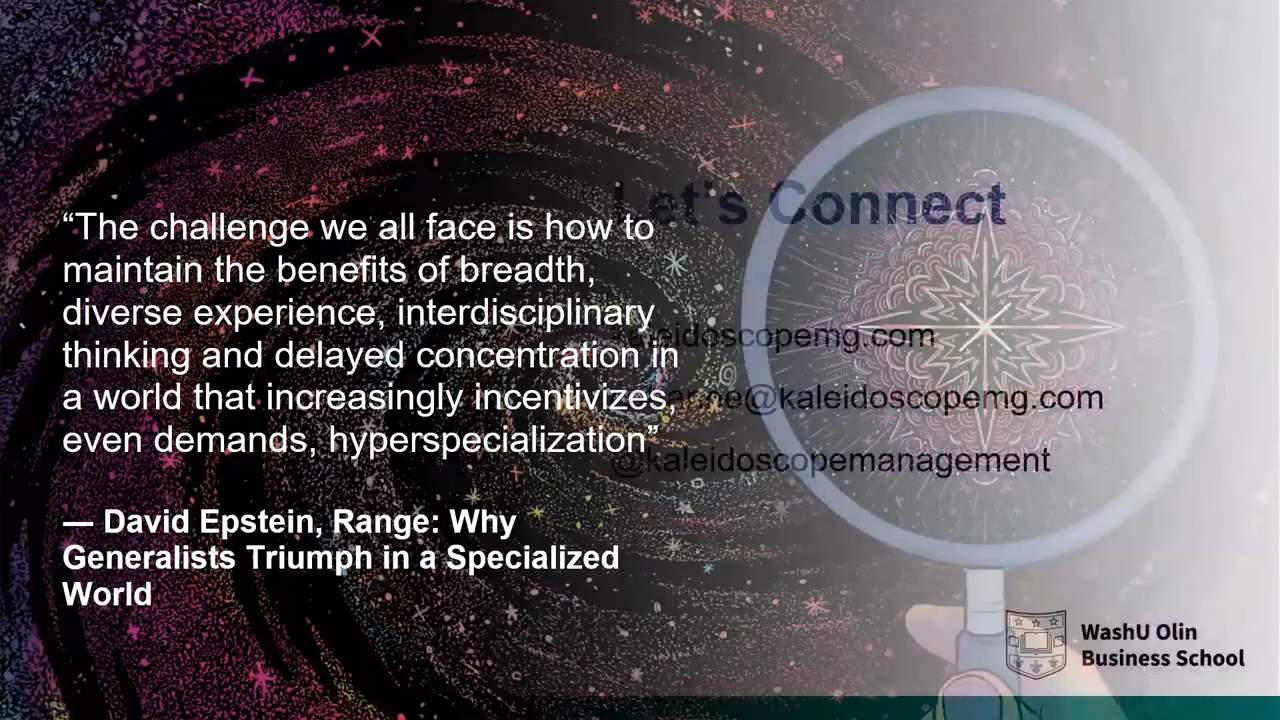 “The challenge we all face is how to
maintain the benefits of breadth,
diverse experience, interdisciplinary
thinking and delayed concentration in
a world that increasingly incentivizes,
even demands, hyperspecialization”
— David Epstein, Range: Why
Generalists Triumph in a Specialized
World
Let's Connect
kaleidoscopemg.com
@kaleidoscopemg.com
@kaleidoscopemanagement
WashU Olin
Business School